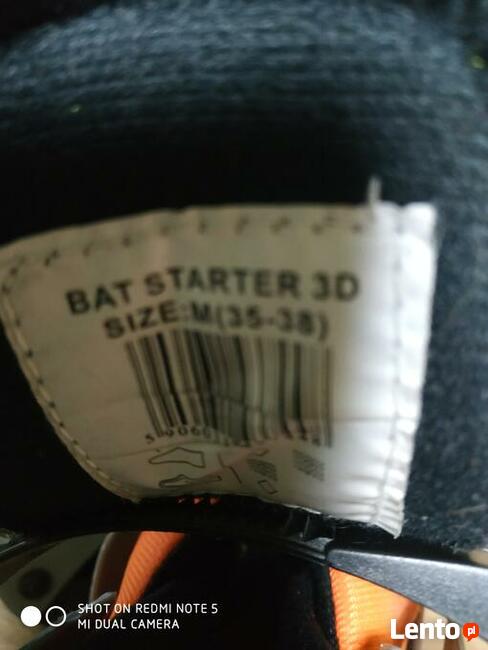 BAT STARTER 3D
SIZE:M(35-38)
SHOT ON REDMI NOTE 5
MI DUAL CAMERA
Lento pl